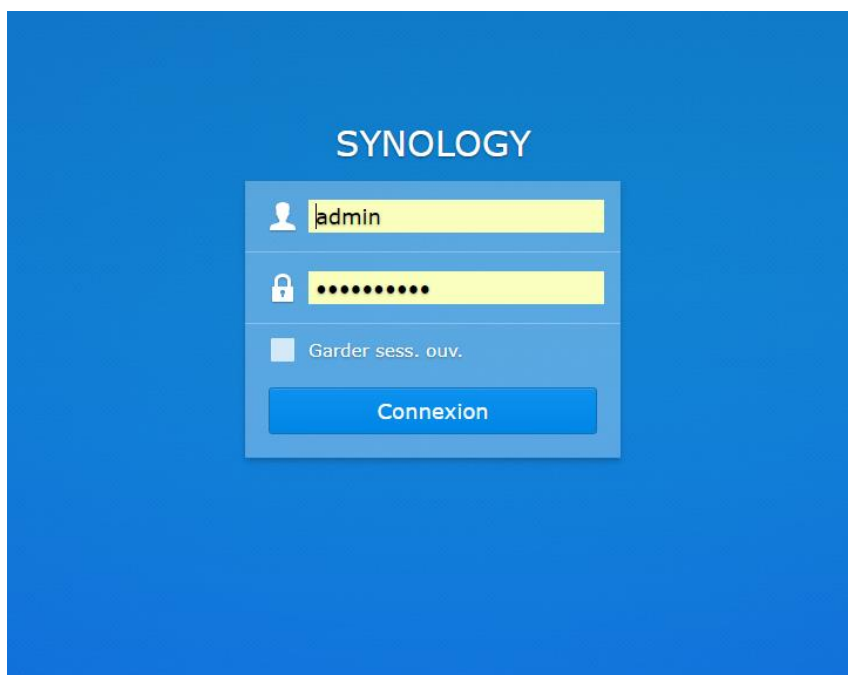 SYNOLOGY
admin
••••••••••
Garder sess. ouv.
Connexion